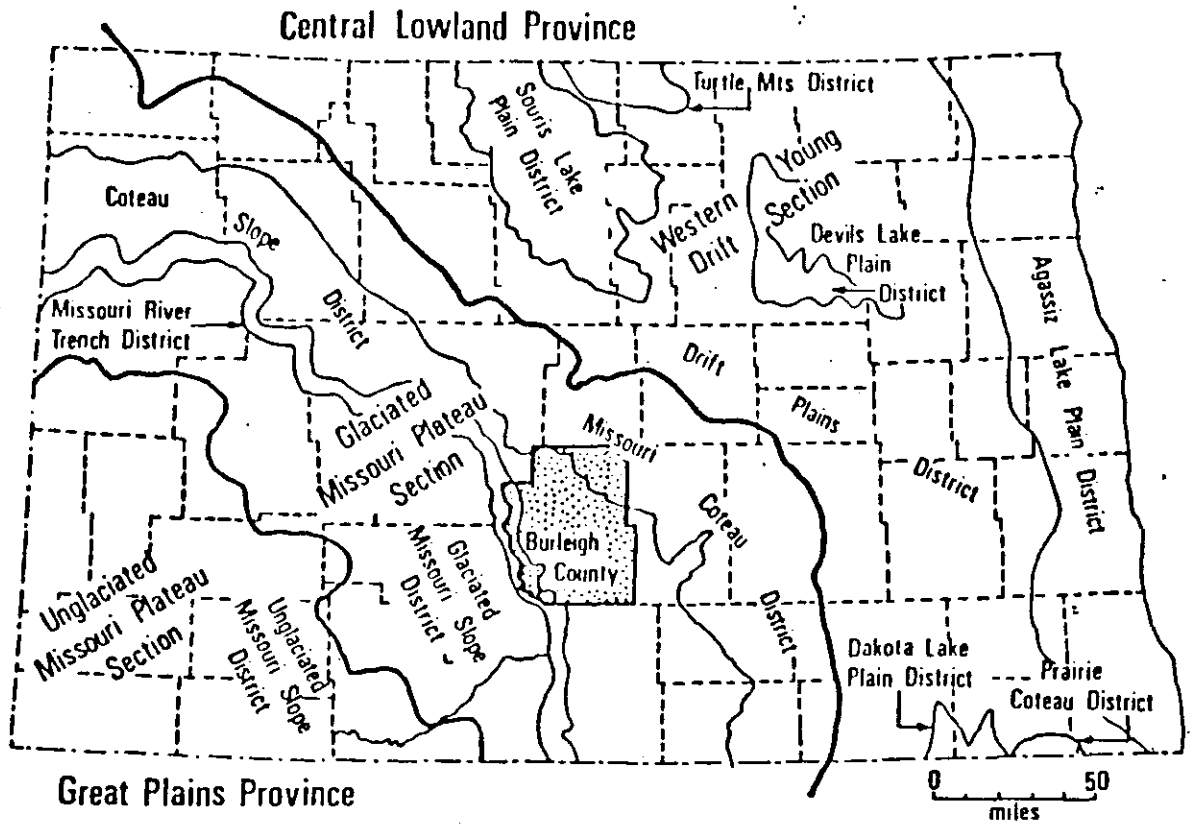 Central Lowland Province
Turtle Mts District
Souris Lake
Plain District
Young
Section
Western
Drift
Devils Lake
Plain
District
Coteau
Slope
District
Missouri River
Trench District
Agassiz Lake Plain District
Drift
Plains
District
Glaciated
Missouri Plateau
Section
Missouri
Coteau
District
Burleigh
County
Glaciated
Missouri Slope
District
Unglaciated
Missouri Plateau
Section
Unglaciated
Missouri Slope
District
Dakota Lake
Plain District
Prairie
Coteau District
Great Plains Province
0 50
miles